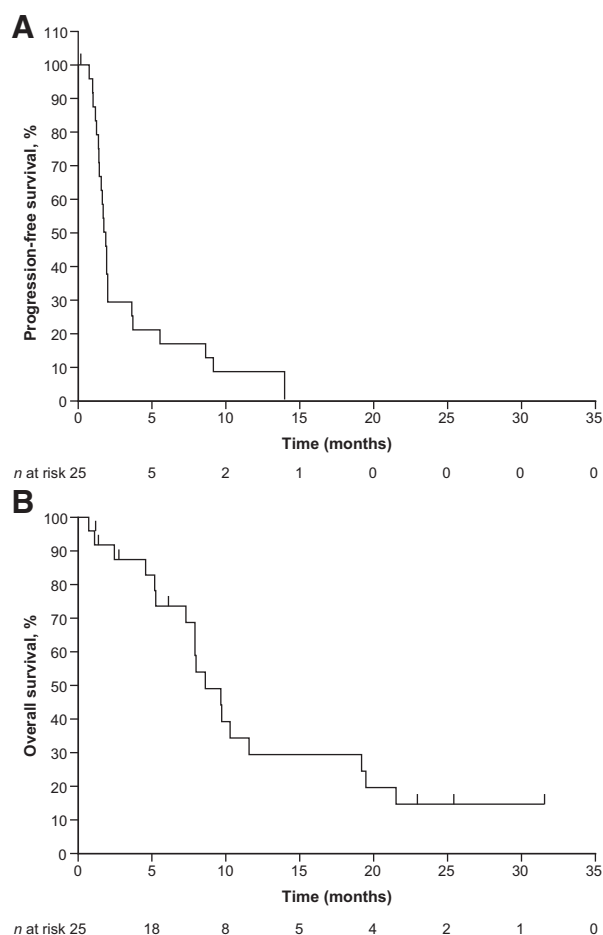 A
110
100
90
80
70
60
50
40
30
20
10
0
Progression-free survival, %
0 5 10 15 20 25 30 35
Time (months)
n at risk 25 5 2 1 0 0 0 0
B
100
90
80
70
60
50
40
30
20
10
0
Overall survival, %
0 5 10 15 20 25 30 35
Time (months)
n at risk 25 18 8 5 4 2 1 0